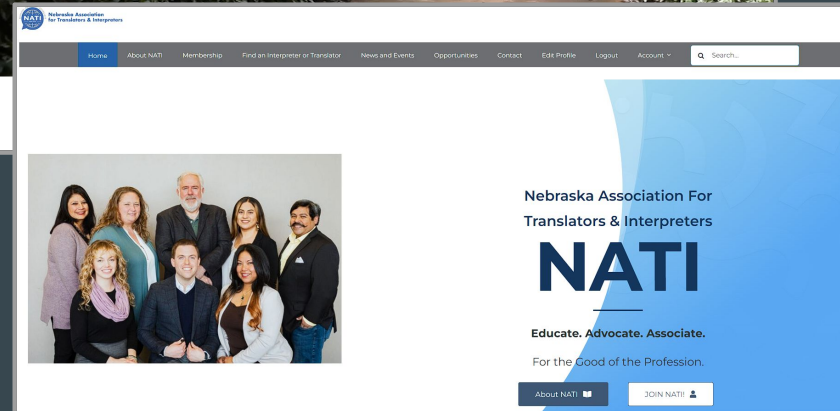 NATI
Nebraska Association
for Translators & Interpreters
Home About NATI Membership Find an Interpreter or Translator News and Events Opportunities Contact Edit Profile Logout Account Search...
Nebraska Association For
Translators & Interpreters
NATI
Educate. Advocate. Associate.
For the Good of the Profession.
About NATI JOIN NATI!